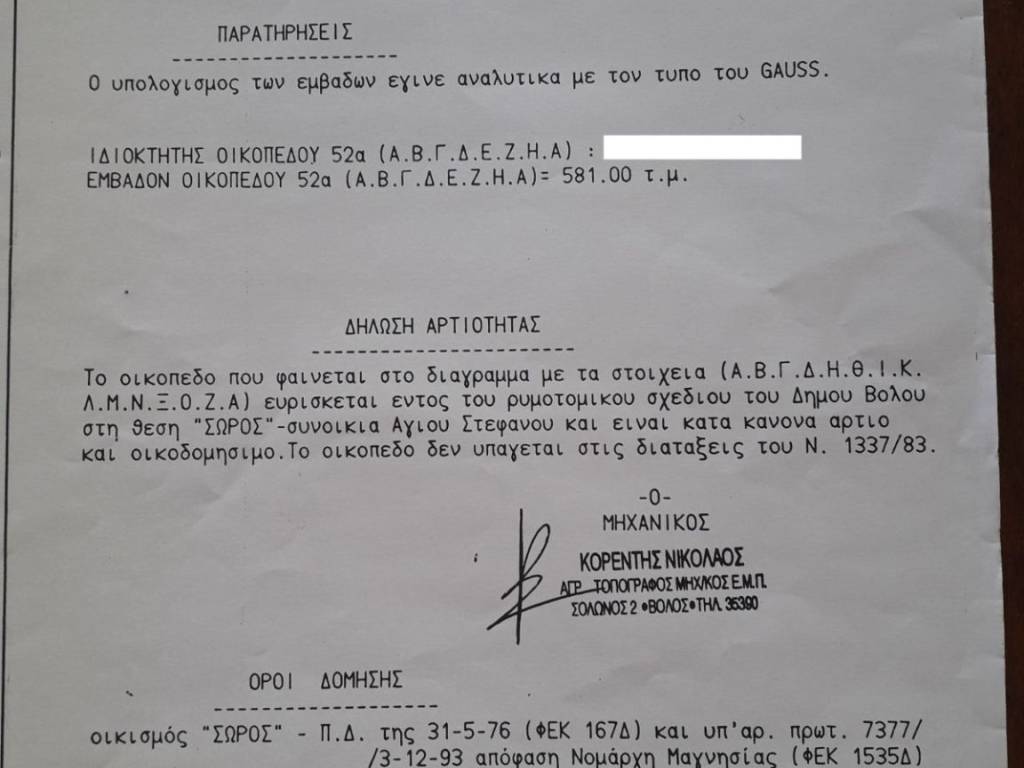 ΠΑΡΑΤΗΡΗΣΕΙΣ
Ο υπολογισμος των εμβαδων εγινε αναλυτικα με τον τυπο του GAUSS.
ΙΔΙΟΚΤΗΤΗΣ ΟΙΚΟΠΕΔΟΥ 52α (Α.Β.Γ.Δ.Ε.Ζ.Η.Α) :
ΕΜΒΑΔΟΝ ΟΙΚΟΠΕΔΟΥ 52α (Α.Β.Γ.Δ.Ε.Ζ.Η.Α)= 581.00 τ.μ.
ΔΗΛΩΣΗ ΑΡΤΙΟΤΗΤΑΣ
Το οικοπεδο που φαινεται στο διαγραμμα με τα στοιχεια (Α.Β.Γ.Δ.Η.Θ.Ι.Κ.
Λ.Μ.Ν.Ξ.Ο.Ζ.Α) ευρισκεται εντος του ρυμοτομικου σχεδιου του Δημου Βολου
στη θεση "ΣΩΡΟΣ"-συνοικια Αγιου Στεφανου και ειναι κατα κανονα αρτιο
και οικοδομησιμο.Το οικοπεδο δεν υπαγεται στις διαταξεις του Ν. 1337/83.
-Ο-
ΜΗΧΑΝΙΚΟΣ
ΚΟΡΕΝΤΗΣ ΝΙΚΟΛΑΟΣ
ΑΓΡ. ΤΟΠΟΓΡΑΦΟΣ ΜΗΧ/ΚΟΣ Ε.Μ.Π.
ΣΟΛΩΝΟΣ 2 • ΒΟΛΟΣ • ΤΗΛ. 35390
ΟΡΟΙ ΔΟΜΗΣΗΣ
οικισμός "ΣΩΡΟΣ" - Π.Δ. της 31-5-76 (ΦΕΚ 167Δ) και υπ'αρ. πρωτ. 7377/
/3-12-93 απόφαση Νομάρχη Μαγνησίας (ΦΕΚ 1535Δ)